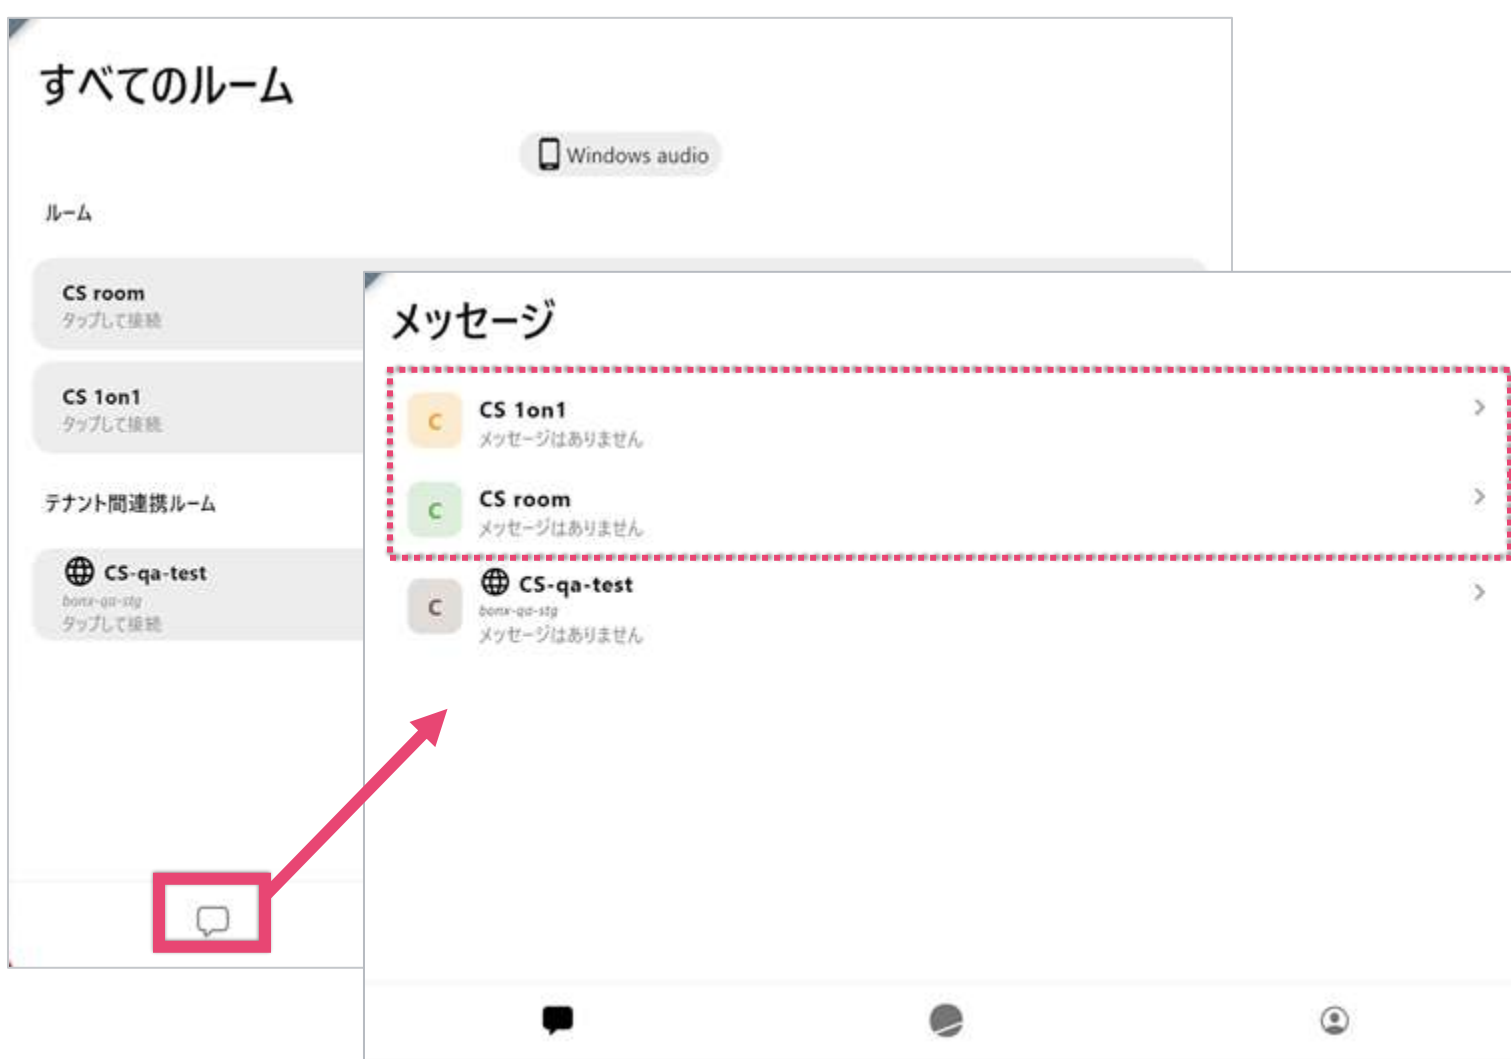 すべてのルーム
Windows audio
ルーム
CS room
タップして接続
CS 1on1
タップして接続
テナント間連携ルーム
CS-qa-test
bonx-qa-stg
タップして接続
メッセージ
C
CS 1on1
メッセージはありません
C
CS room
メッセージはありません
C
CS-qa-test
bonx-qa-stg
メッセージはありません